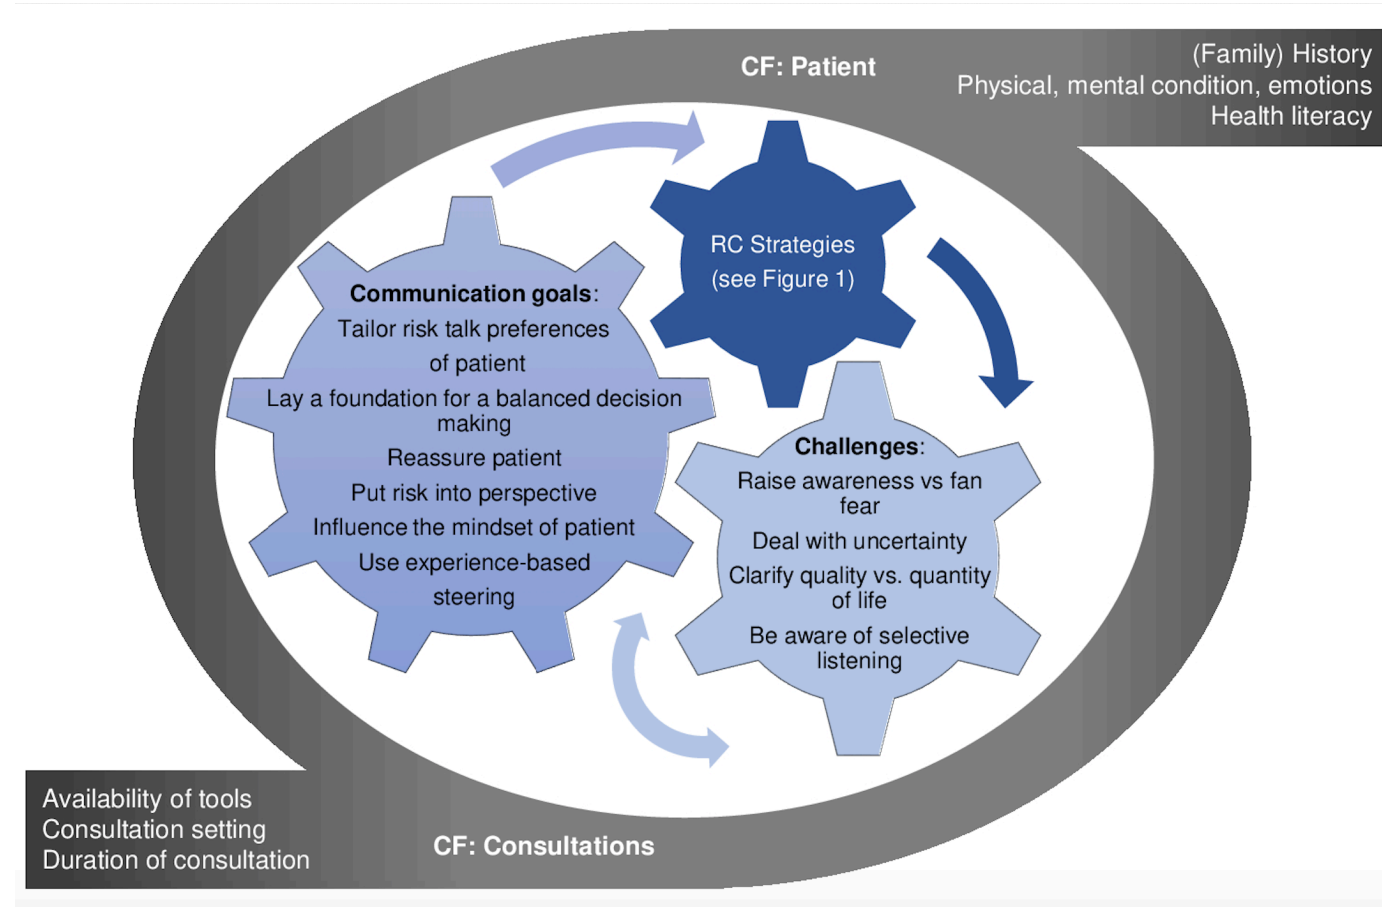 CF: Patient
(Family) History
Physical, mental condition, emotions
Health literacy
RC Strategies
(see Figure 1)
Communication goals:
Tailor risk talk preferences
of patient
Lay a foundation for a balanced decision
making
Reassure patient
Put risk into perspective
Influence the mindset of patient
Use experience-based
steering
Challenges:
Raise awareness vs fan
fear
Deal with uncertainty
Clarify quality vs. quantity
of life
Be aware of selective
listening
Availability of tools
Consultation setting
Duration of consultation
CF: Consultations